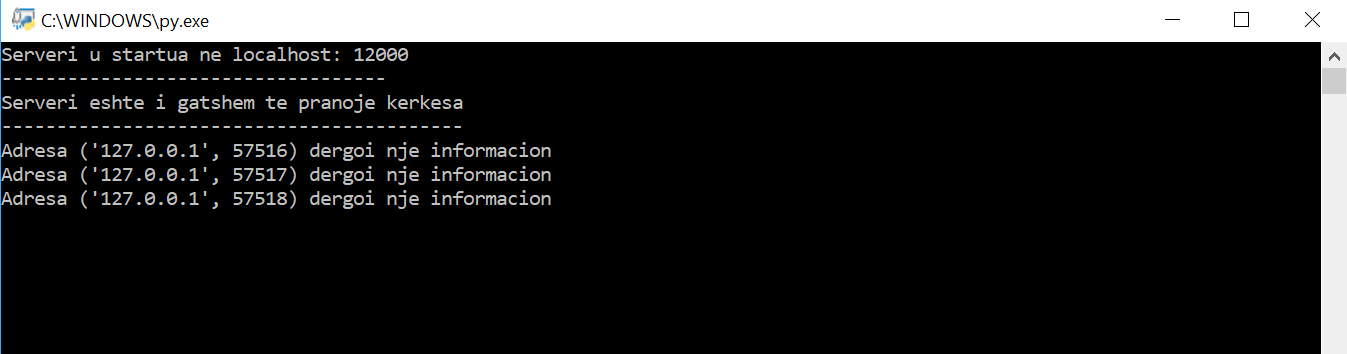 C:\WINDOWS\py.exe
Serveri u startua ne localhost: 12000
-----------------------------------
Serveri eshte i gatshem te pranoje kerkesa
------------------------------------------
Adresa ('127.0.0.1', 57516) dergoi nje informacion
Adresa ('127.0.0.1', 57517) dergoi nje informacion
Adresa ('127.0.0.1', 57518) dergoi nje informacion